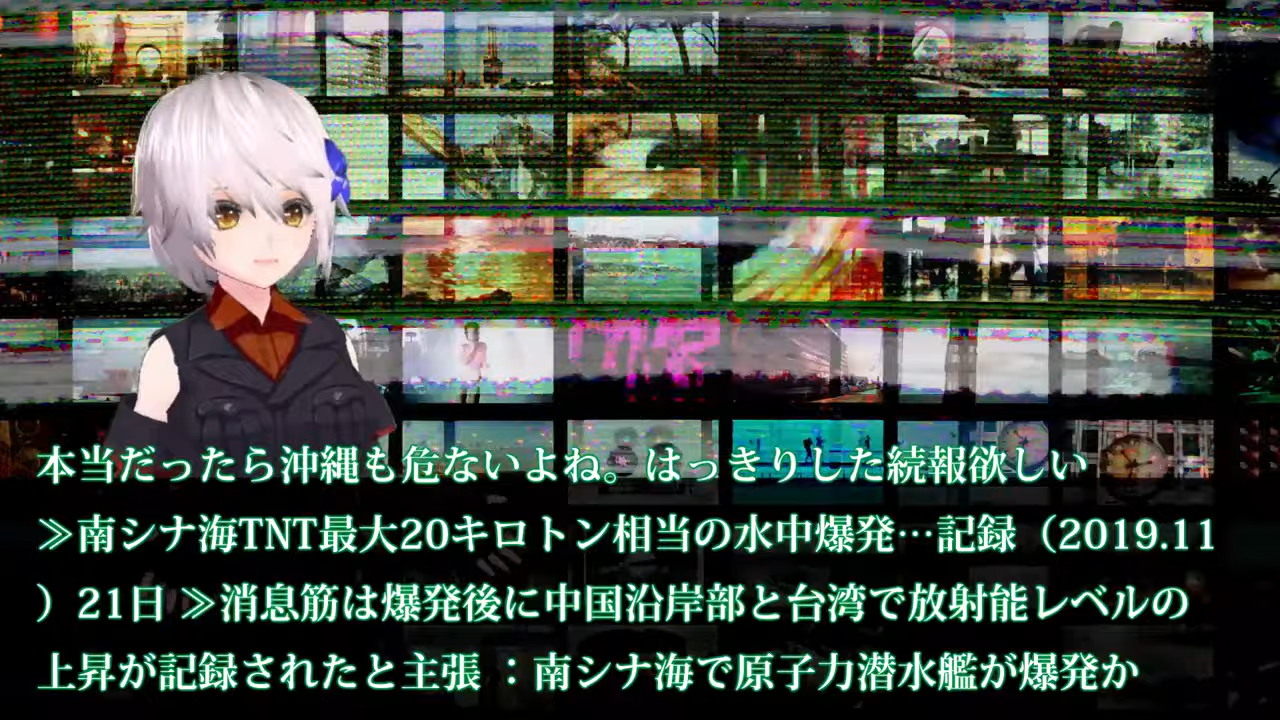 本当だったら沖縄も危ないよね。はっきりした続報欲しい
≫南シナ海TNT最大20キロトン相当の水中爆発…記録（2019.11
）21日 ≫消息筋は爆発後に中国沿岸部と台湾で放射能レベルの
上昇が記録されたと主張 ：南シナ海で原子力潜水艦が爆発か